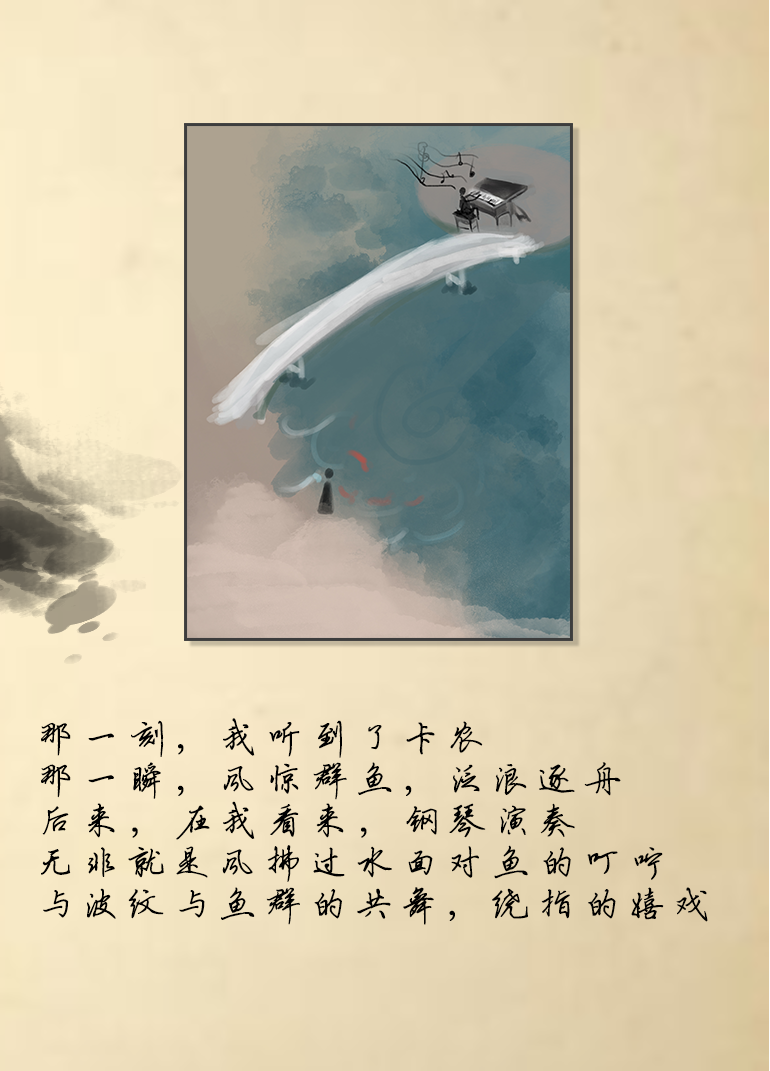 那一刻，我听到了卡农
那一瞬，风惊群鱼，泛浪逐舟
后来，在我看来，钢琴演奏
无非就是风拂过水面对鱼的叮咛
与波纹与鱼群的共舞，绕指的嬉戏